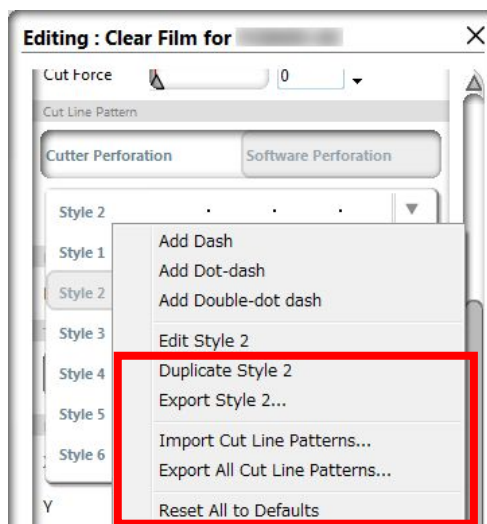 Editing : Clear Film for
Cut Force 0
Cut Line Pattern
Cutter Perforation Software Perforation
Style 2
Style 1
Style 2
Style 3
Style 4
Style 5
Style 6
Add Dash
Add Dot-dash
Add Double-dot dash
Edit Style 2
Duplicate Style 2
Export Style 2...
Import Cut Line Patterns...
Export All Cut Line Patterns...
Reset All to Defaults
Y